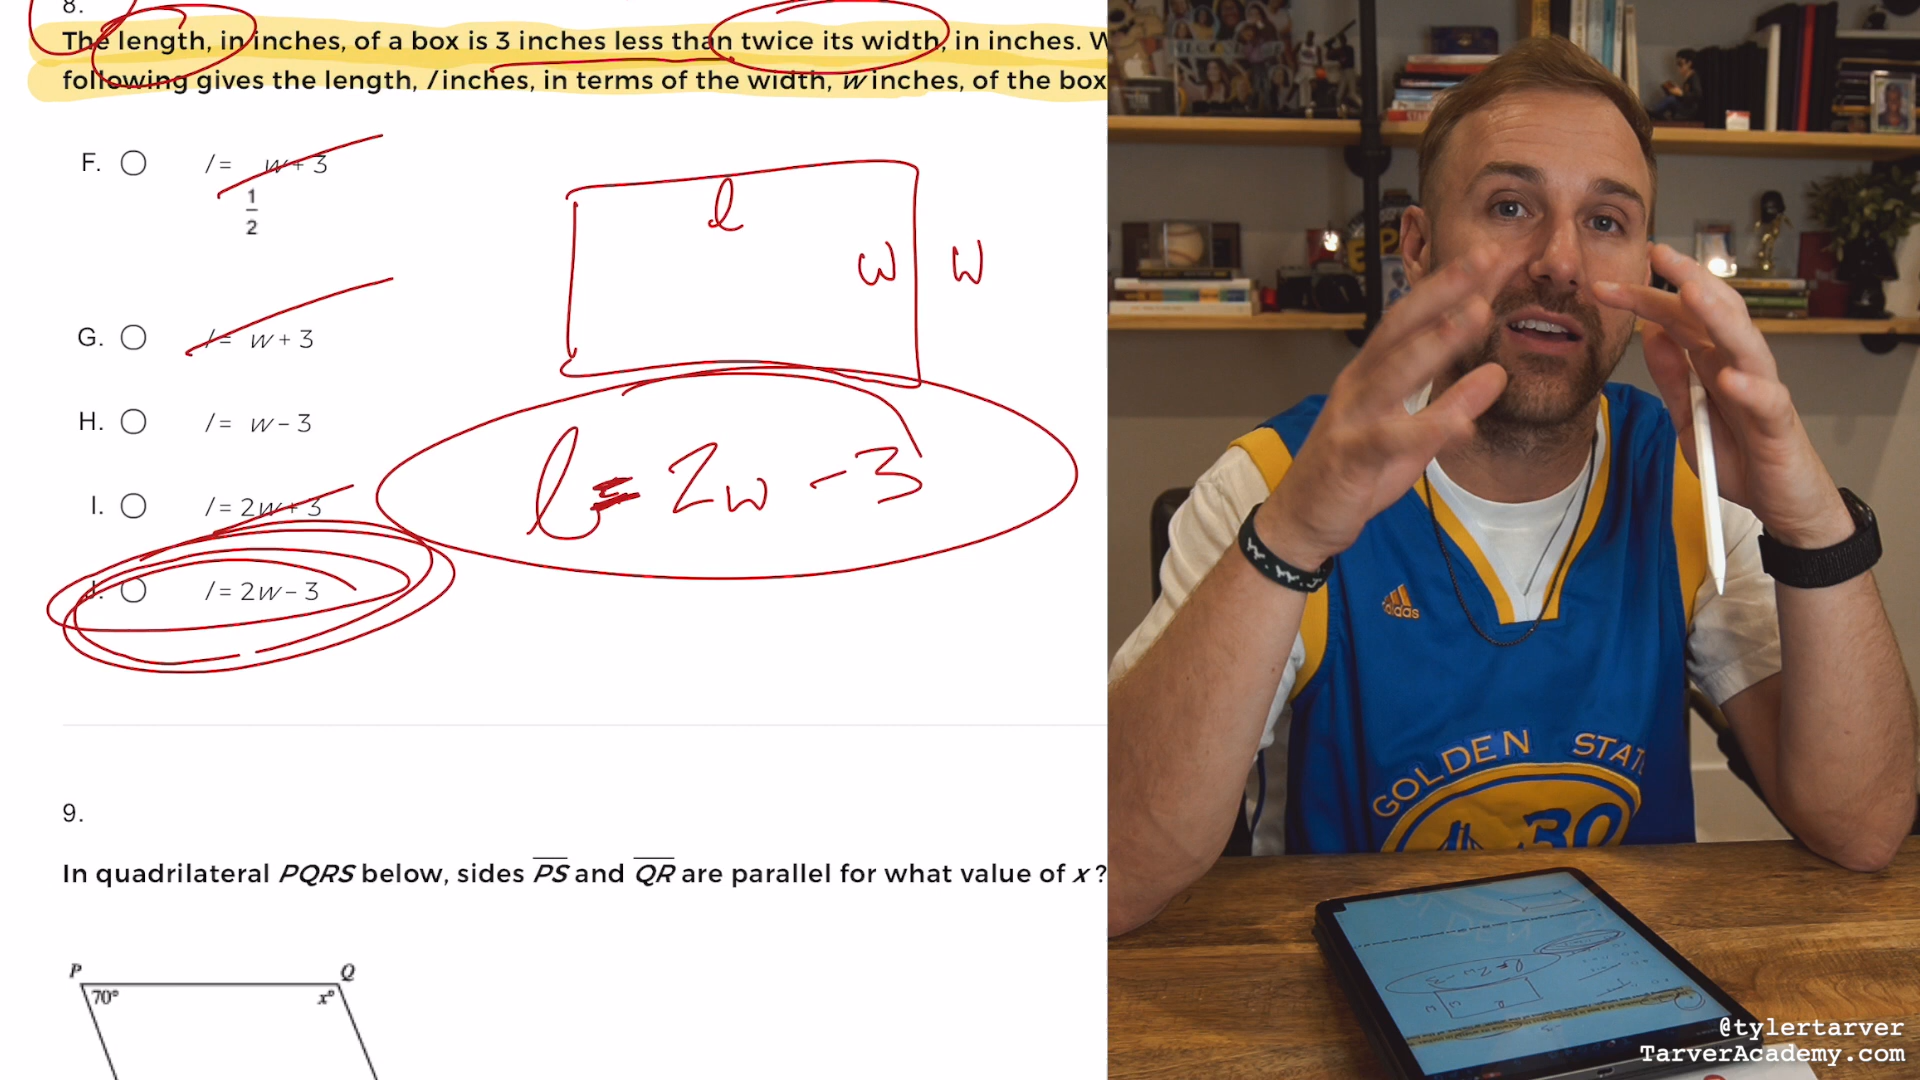 8.
The length, in inches, of a box is 3 inches less than twice its width, in inches. W
following gives the length, l inches, in terms of the width, w inches, of the box
F. l = w + 3
1
2
l
w w
G. l = w + 3
H. l = w - 3
l = 2w - 3
I. l = 2w + 3
J. l = 2w - 3
9.
In quadrilateral PQRS below, sides PS and QR are parallel for what value of x ?
P Q
70° x°
adidas
GOLDEN STAT
30
@tylertarver
TarverAcademy.com